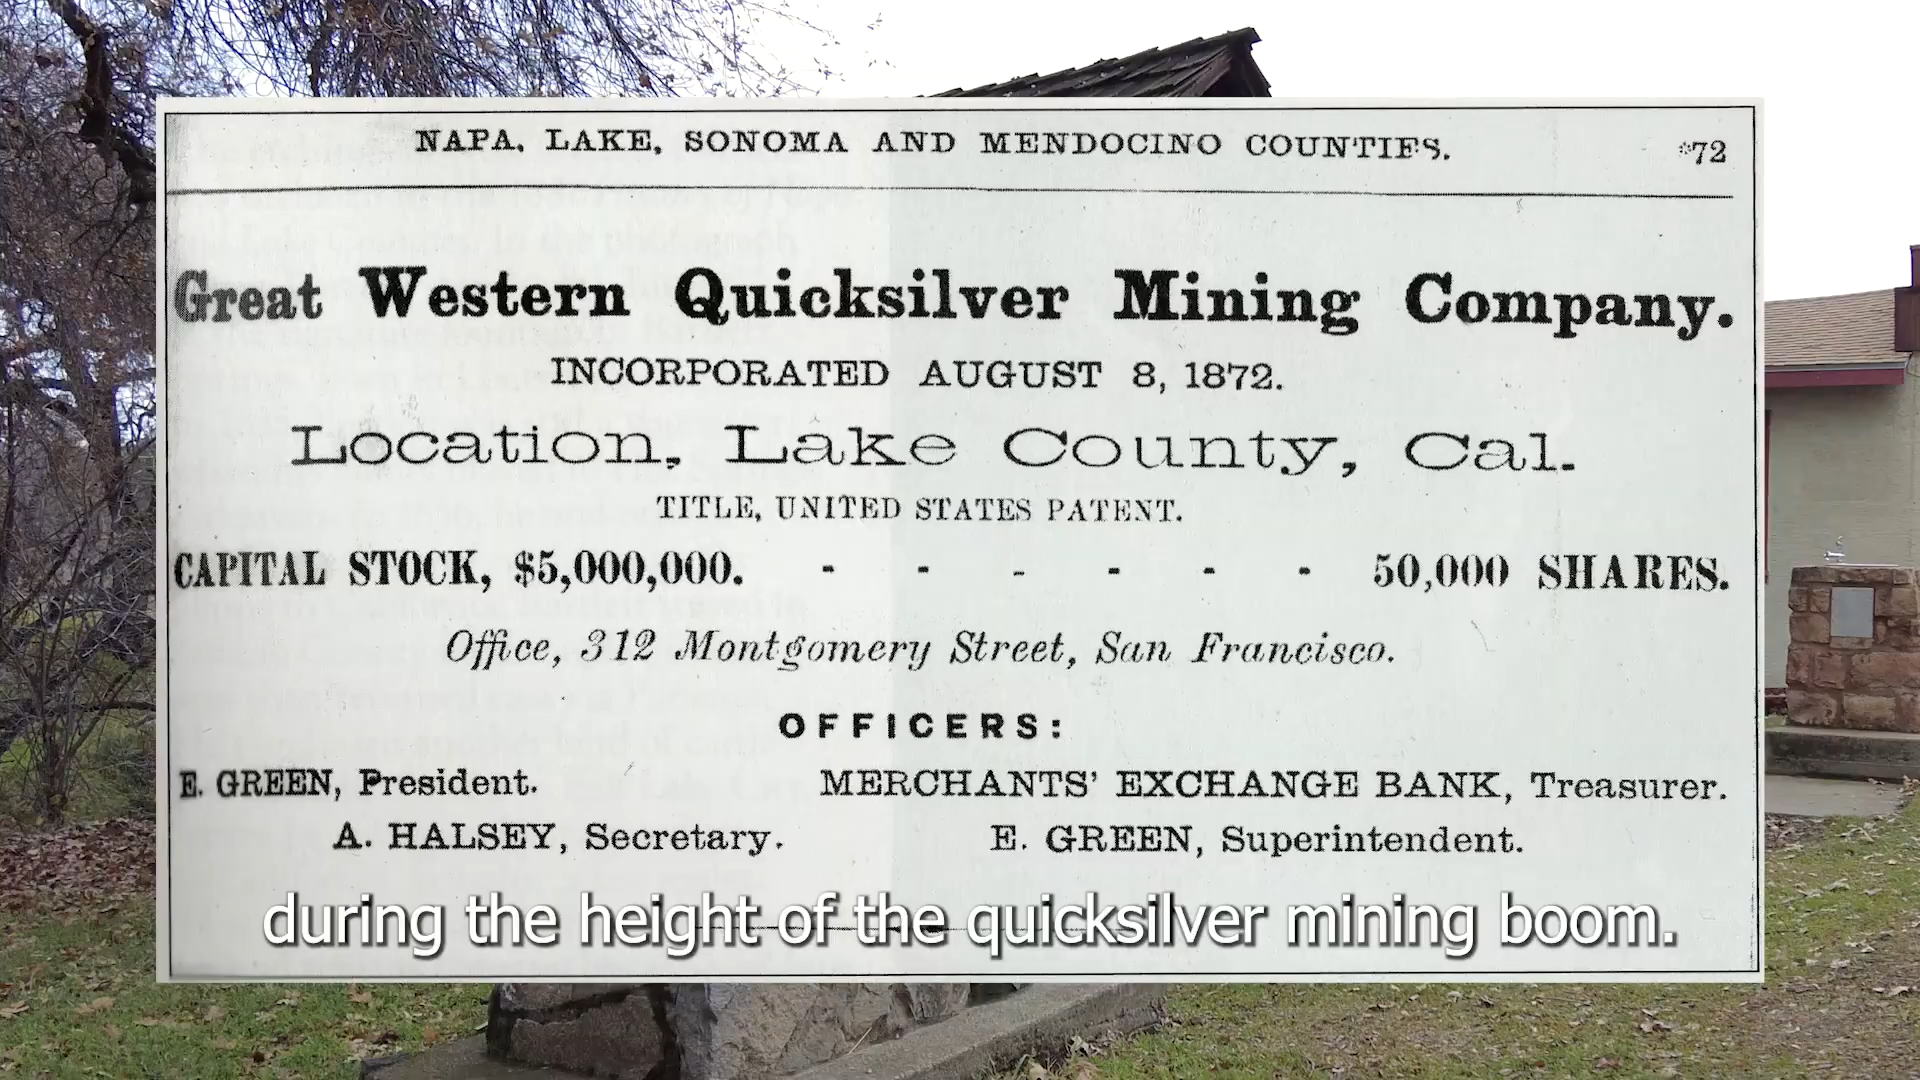 NAPA, LAKE, SONOMA AND MENDOCINO COUNTIES. *72
Great Western Quicksilver Mining Company.
INCORPORATED AUGUST 8, 1872.
Location, Lake County, Cal.
TITLE, UNITED STATES PATENT.
CAPITAL STOCK, $5,000,000. - - - - - - 50,000 SHARES.
Office, 312 Montgomery Street, San Francisco.
OFFICERS:
E. GREEN, President. MERCHANTS' EXCHANGE BANK, Treasurer.
A. HALSEY, Secretary. E. GREEN, Superintendent.
during the height of the quicksilver mining boom.